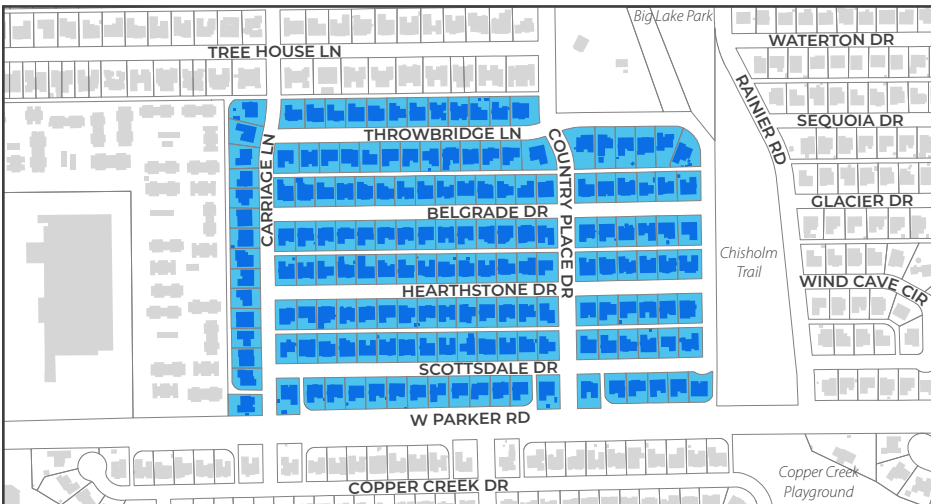 Big Lake Park
WATERTON DR
TREE HOUSE LN
RAINIER RD
SEQUOIA DR
THROWBRIDGE LN
CARRIAGE LN
COUNTRY PLACE DR
GLACIER DR
BELGRADE DR
Chisholm
Trail
WIND CAVE CIR
HEARTHSTONE DR
SCOTTSDALE DR
W PARKER RD
Copper Creek
Playground
COPPER CREEK DR